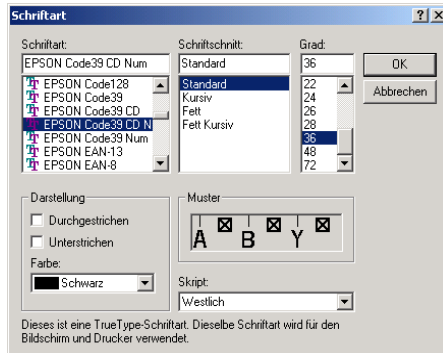 Schriftart
Schriftart:
EPSON Code39 CD Num
EPSON Code128
EPSON Code39
EPSON Code39 CD
EPSON Code39 CD N
EPSON Code39 Num
EPSON EAN-13
EPSON EAN-8
Schriftschnitt:
Standard
Standard
Kursiv
Fett
Fett Kursiv
Grad:
36
22
24
26
28
36
48
72
OK
Abbrechen
Darstellung
Durchgestrichen
Unterstrichen
Farbe:
Schwarz
Muster
A B Y
Skript:
Westlich
Dieses ist eine TrueType-Schriftart. Dieselbe Schriftart wird für den
Bildschirm und Drucker verwendet.